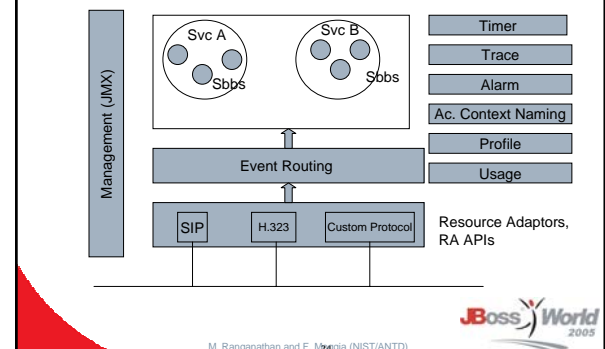 Management (JMX)
Svc A
Sbbs
Svc B
Sbbs
Timer
Trace
Alarm
Ac. Context Naming
Profile
Usage
Event Routing
SIP
H.323
Custom Protocol
Resource Adaptors,
RA APIs
JBoss World
2005
M. Ranganathan and F. (NIST/ANTD)